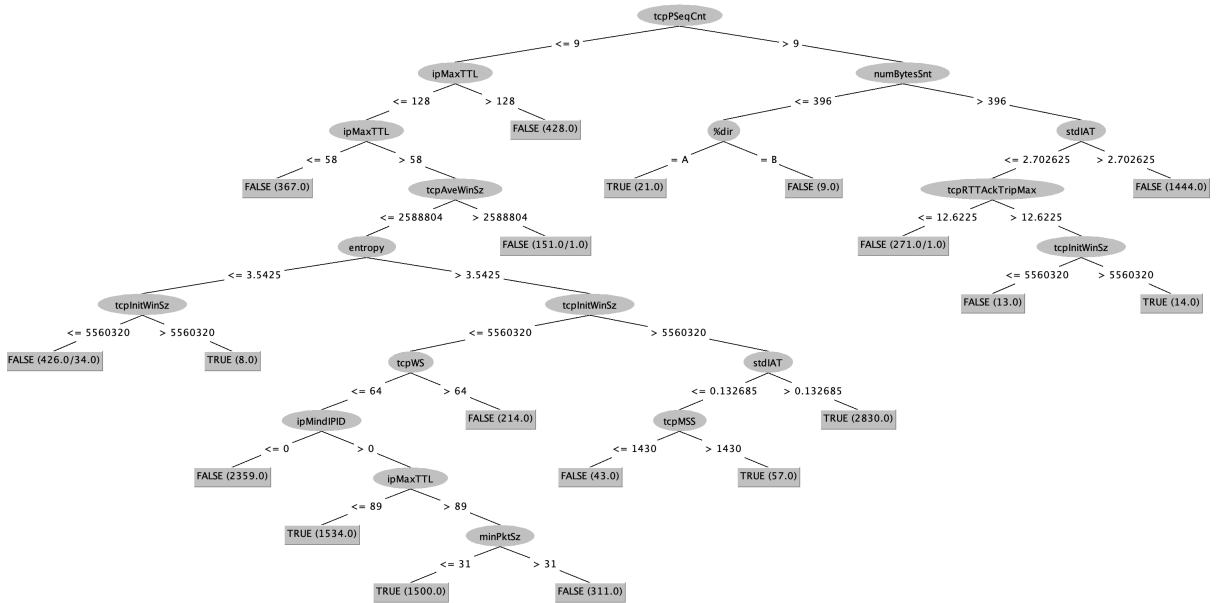 tcpPSeqCnt
<= 9
> 9
ipMaxTTL
numBytesSnt
<= 128
> 128
<= 396
> 396
ipMaxTTL
FALSE (428.0)
%dir
stdIAT
<= 58
> 58
= A
= B
<= 2.702625
> 2.702625
FALSE (367.0)
tcpAveWinSz
TRUE (21.0)
FALSE (9.0)
tcpRTTAckTripMax
FALSE (1444.0)
<= 2588804
> 2588804
<= 12.6225
> 12.6225
entropy
FALSE (151.0/1.0)
FALSE (271.0/1.0)
tcpInitWinSz
<= 3.5425
> 3.5425
<= 5560320
> 5560320
tcpInitWinSz
tcpInitWinSz
FALSE (13.0)
TRUE (14.0)
<= 5560320
> 5560320
<= 5560320
> 5560320
FALSE (426.0/34.0)
TRUE (8.0)
tcpWS
stdIAT
<= 64
> 64
<= 0.132685
> 0.132685
ipMindIPID
FALSE (214.0)
tcpMSS
TRUE (2830.0)
<= 0
> 0
<= 1430
> 1430
FALSE (2359.0)
ipMaxTTL
FALSE (43.0)
TRUE (57.0)
<= 89
> 89
TRUE (1534.0)
minPktSz
<= 31
> 31
TRUE (1500.0)
FALSE (311.0)